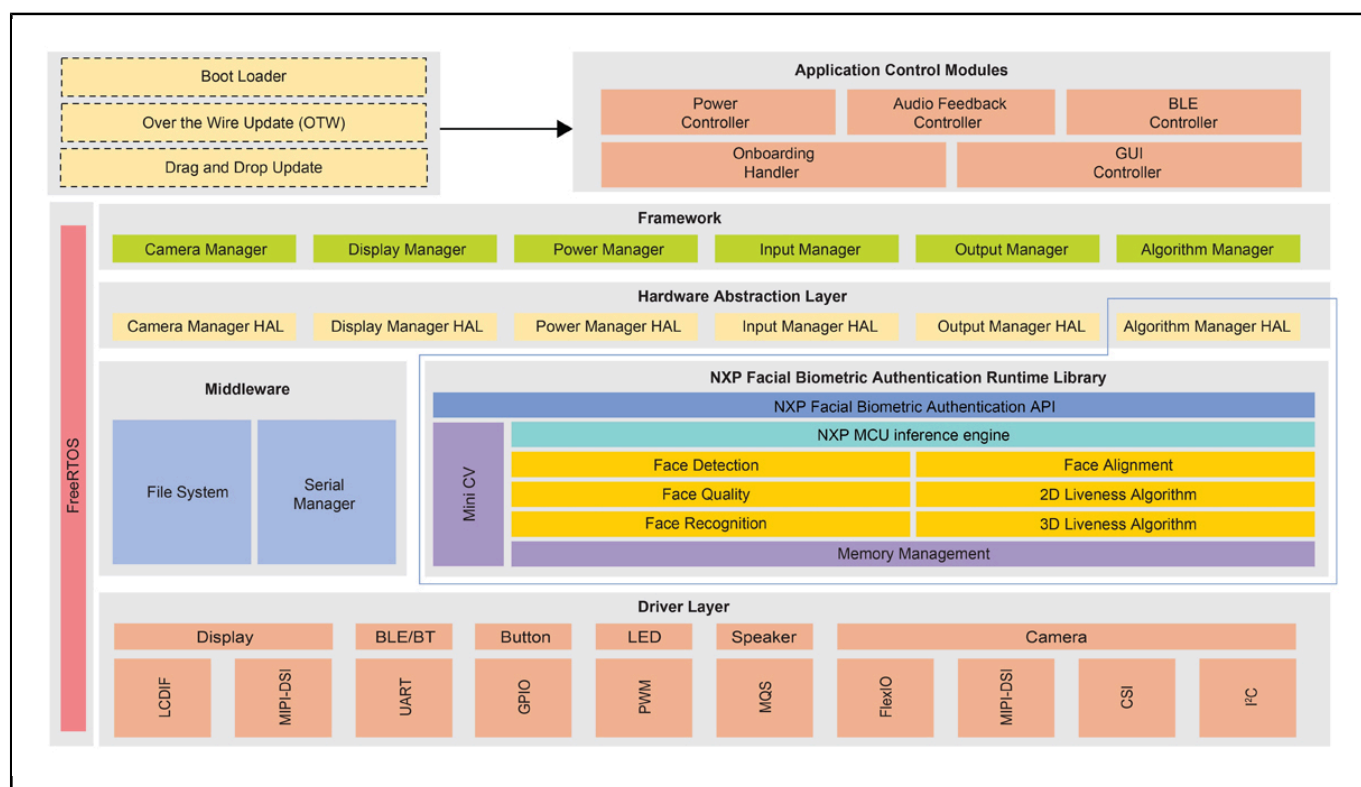 Boot Loader
Over the Wire Update (OTW)
Drag and Drop Update
Application Control Modules
Power
Controller
Audio Feedback
Controller
BLE
Controller
Onboarding
Handler
GUI
Controller
FreeRTOS
Framework
Camera Manager
Display Manager
Power Manager
Input Manager
Output Manager
Algorithm Manager
Hardware Abstraction Layer
Camera Manager HAL
Display Manager HAL
Power Manager HAL
Input Manager HAL
Output Manager HAL
Algorithm Manager HAL
Middleware
File System
Serial
Manager
NXP Facial Biometric Authentication Runtime Library
NXP Facial Biometric Authentication API
Mini CV
NXP MCU inference engine
Face Detection
Face Alignment
Face Quality
2D Liveness Algorithm
Face Recognition
3D Liveness Algorithm
Memory Management
Driver Layer
Display
BLE/BT
Button
LED
Speaker
Camera
LCDIF
MIPI-DSI
UART
GPIO
PWM
MQS
FlexIO
MIPI-DSI
CSI
I²C